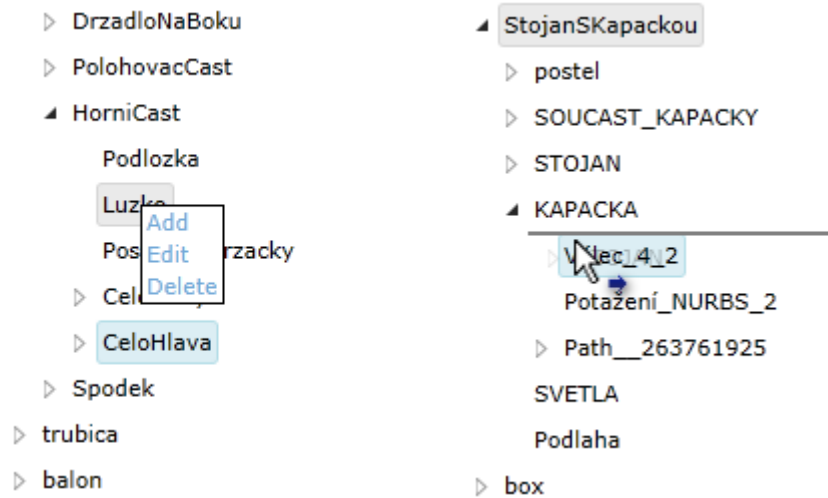 DrzadloNaBoku
PolohovacCast
HorniCast
Podlozka
Add
Edit
Delete
CeloHlava
Spodek
trubica
balon
StojanSKapackou
postel
SOUCAST_KAPACKY
STOJAN
KAPACKA
Potažení_NURBS_2
Path__263761925
SVETLA
Podlaha
box